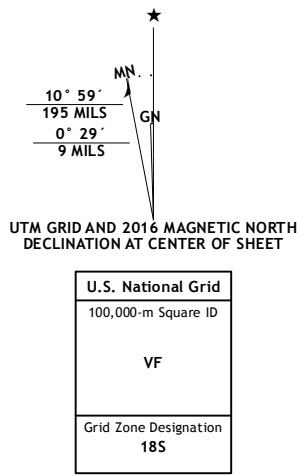 MN
10° 59´
195 MILS
GN
0° 29´
9 MILS
UTM GRID AND 2016 MAGNETIC NORTH
DECLINATION AT CENTER OF SHEET
U.S. National Grid
100,000-m Square ID
VF
Grid Zone Designation
18S